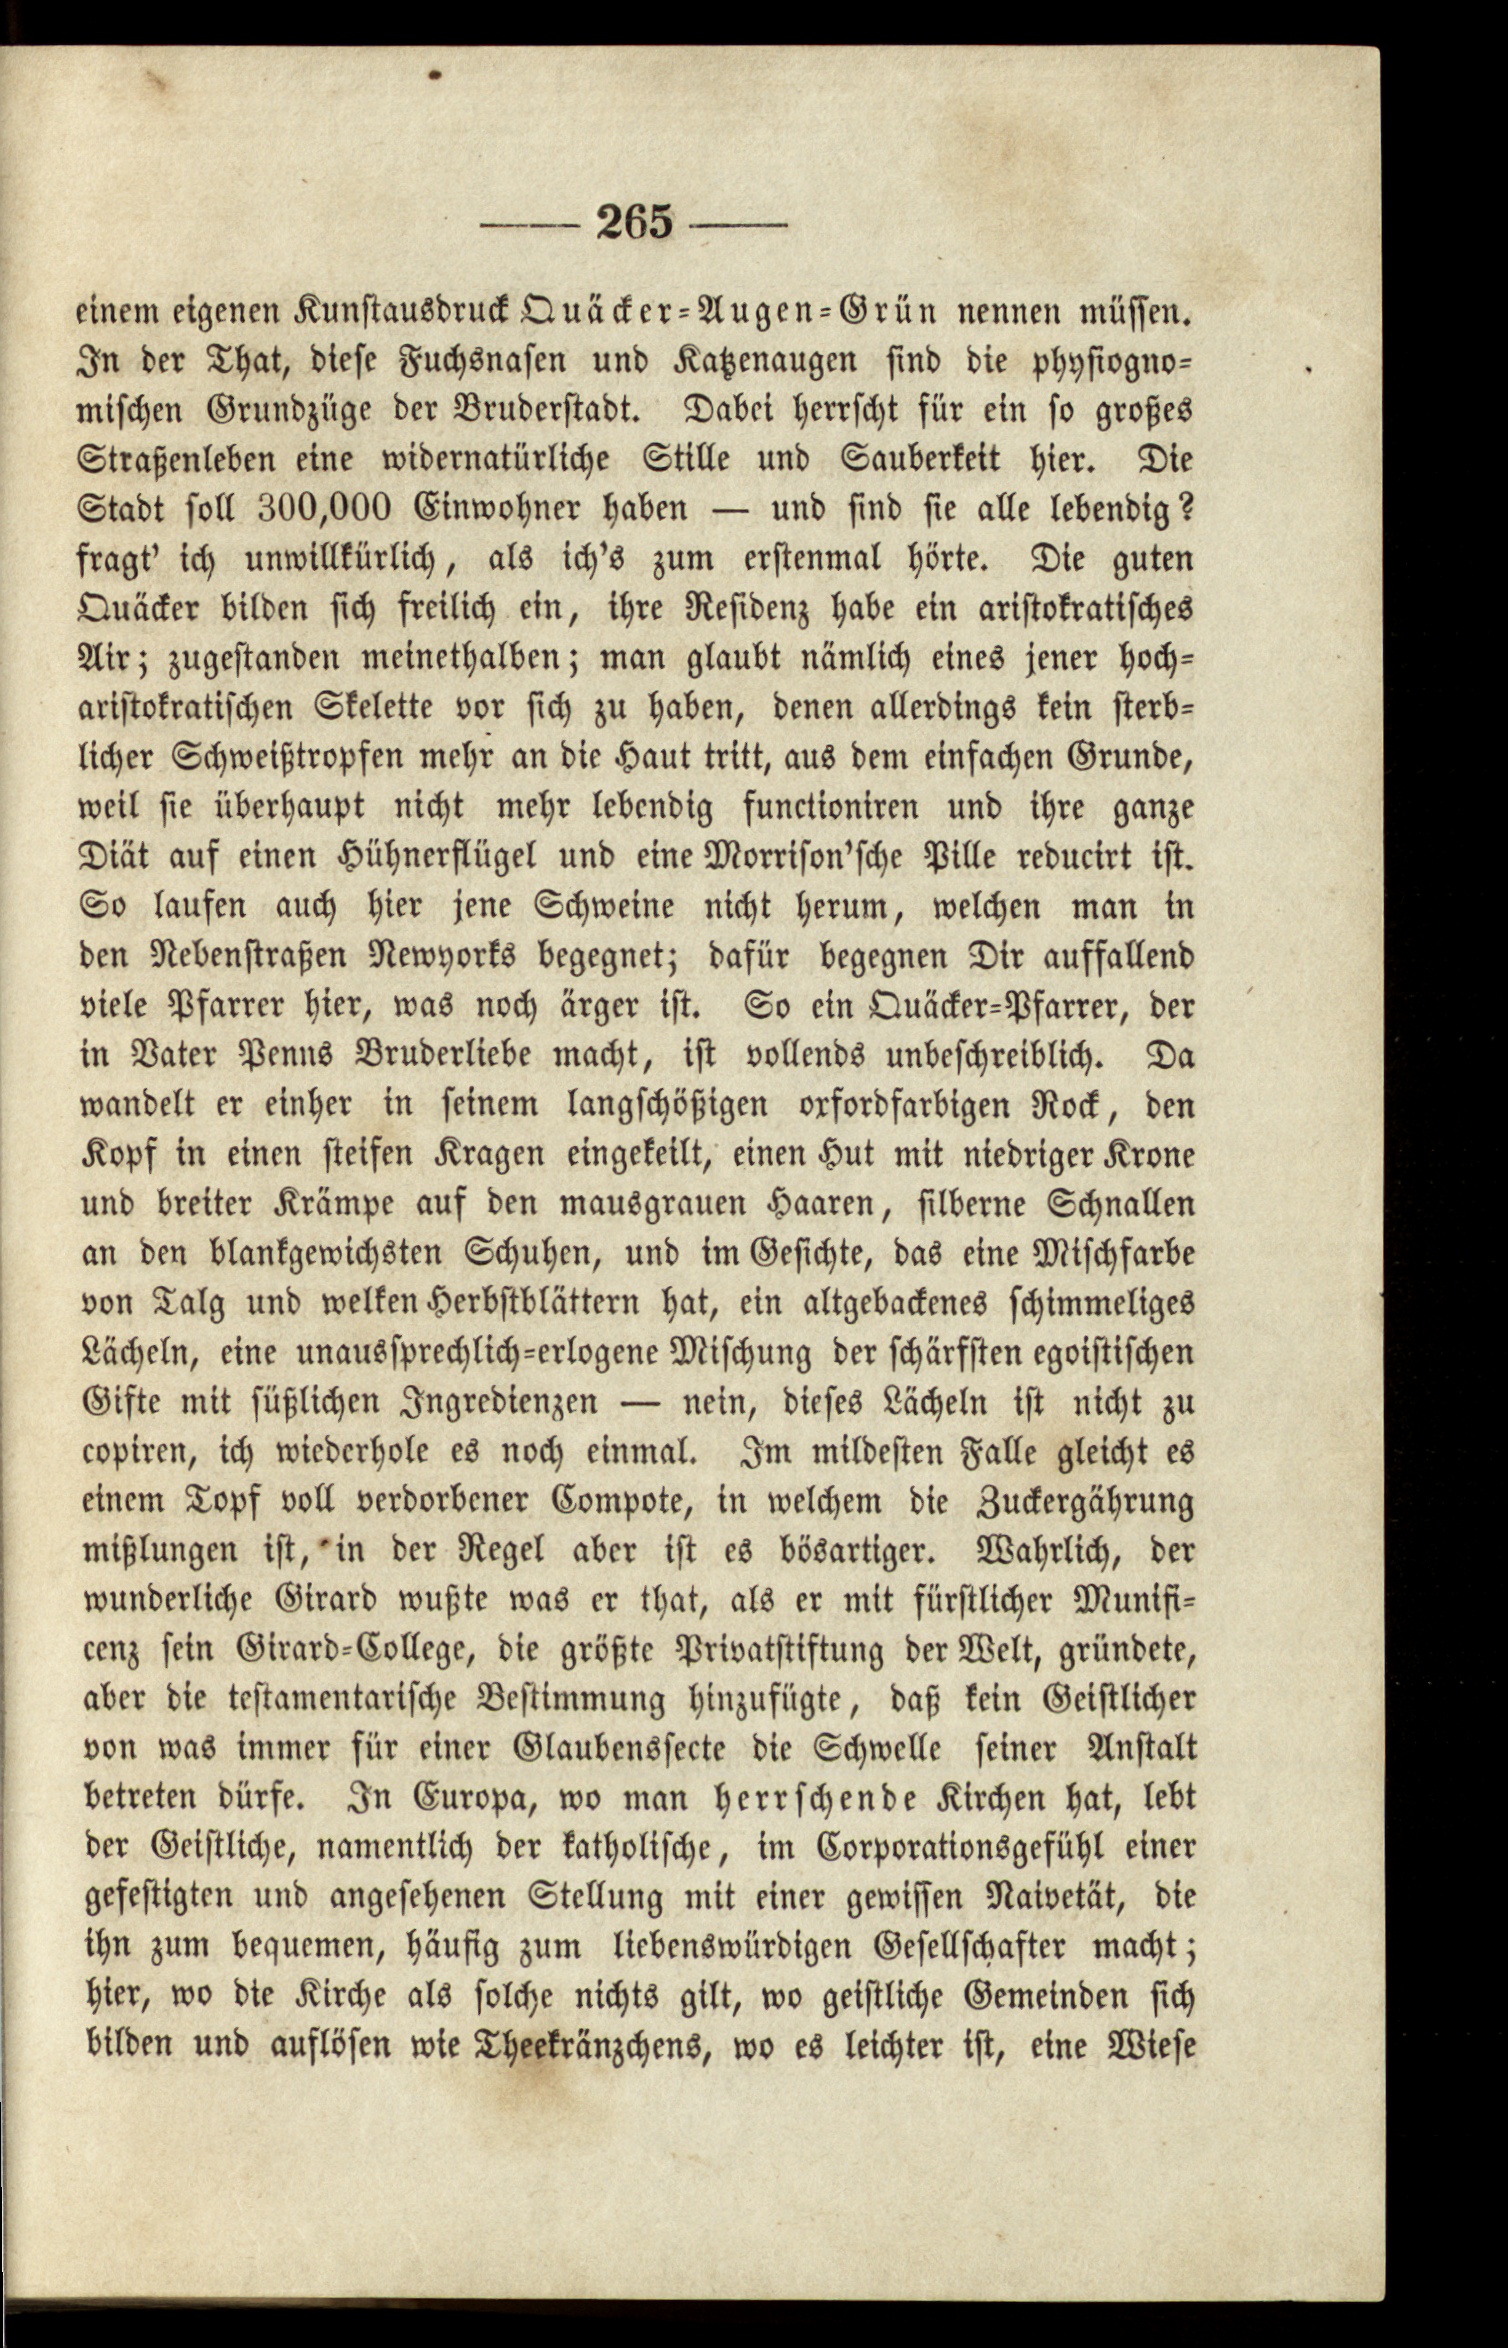 — 265 —
einem eigenen Kunstausdruck Quäcker-Augen-Grün nennen müssen.
In der That, diese Fuchsnasen und Katzenaugen sind die physiogno-
mischen Grundzüge der Bruderstadt. Dabei herrscht für ein so großes
Straßenleben eine widernatürliche Stille und Sauberkeit hier. Die
Stadt soll 300,000 Einwohner haben — und sind sie alle lebendig?
fragt' ich unwillkürlich, als ich's zum erstenmal hörte. Die guten
Quäcker bilden sich freilich ein, ihre Residenz habe ein aristokratisches
Air; zugestanden meinethalben; man glaubt nämlich eines jener hoch-
aristokratischen Skelette vor sich zu haben, denen allerdings kein sterb-
licher Schweißtropfen mehr an die Haut tritt, aus dem einfachen Grunde,
weil sie überhaupt nicht mehr lebendig functioniren und ihre ganze
Diät auf einen Hühnerflügel und eine Morrison'sche Pille reducirt ist.
So laufen auch hier jene Schweine nicht herum, welchen man in
den Nebenstraßen Newyorks begegnet; dafür begegnen Dir auffallend
viele Pfarrer hier, was noch ärger ist. So ein Quäcker-Pfarrer, der
in Vater Penns Bruderliebe macht, ist vollends unbeschreiblich. Da
wandelt er einher in seinem langschößigen oxfordfarbigen Rock, den
Kopf in einen steifen Kragen eingekeilt, einen Hut mit niedriger Krone
und breiter Krämpe auf den mausgrauen Haaren, silberne Schnallen
an den blankgewichsten Schuhen, und im Gesichte, das eine Mischfarbe
von Talg und welken Herbstblättern hat, ein altgebackenes schimmeliges
Lächeln, eine unaussprechlich-erlogene Mischung der schärfsten egoistischen
Gifte mit süßlichen Ingredienzen — nein, dieses Lächeln ist nicht zu
copiren, ich wiederhole es noch einmal. Im mildesten Falle gleicht es
einem Topf voll verdorbener Compote, in welchem die Zuckergährung
mißlungen ist, in der Regel aber ist es bösartiger. Wahrlich, der
wunderliche Girard wußte was er that, als er mit fürstlicher Munifi-
cenz sein Girard-College, die größte Privatstiftung der Welt, gründete,
aber die testamentarische Bestimmung hinzufügte, daß kein Geistlicher
von was immer für einer Glaubenssecte die Schwelle seiner Anstalt
betreten dürfe. In Europa, wo man herrschende Kirchen hat, lebt
der Geistliche, namentlich der katholische, im Corporationsgefühl einer
gefestigten und angesehenen Stellung mit einer gewissen Naivetät, die
ihn zum bequemen, häufig zum liebenswürdigen Gesellschafter macht;
hier, wo die Kirche als solche nichts gilt, wo geistliche Gemeinden sich
bilden und auflösen wie Theekränzchens, wo es leichter ist, eine Wiese